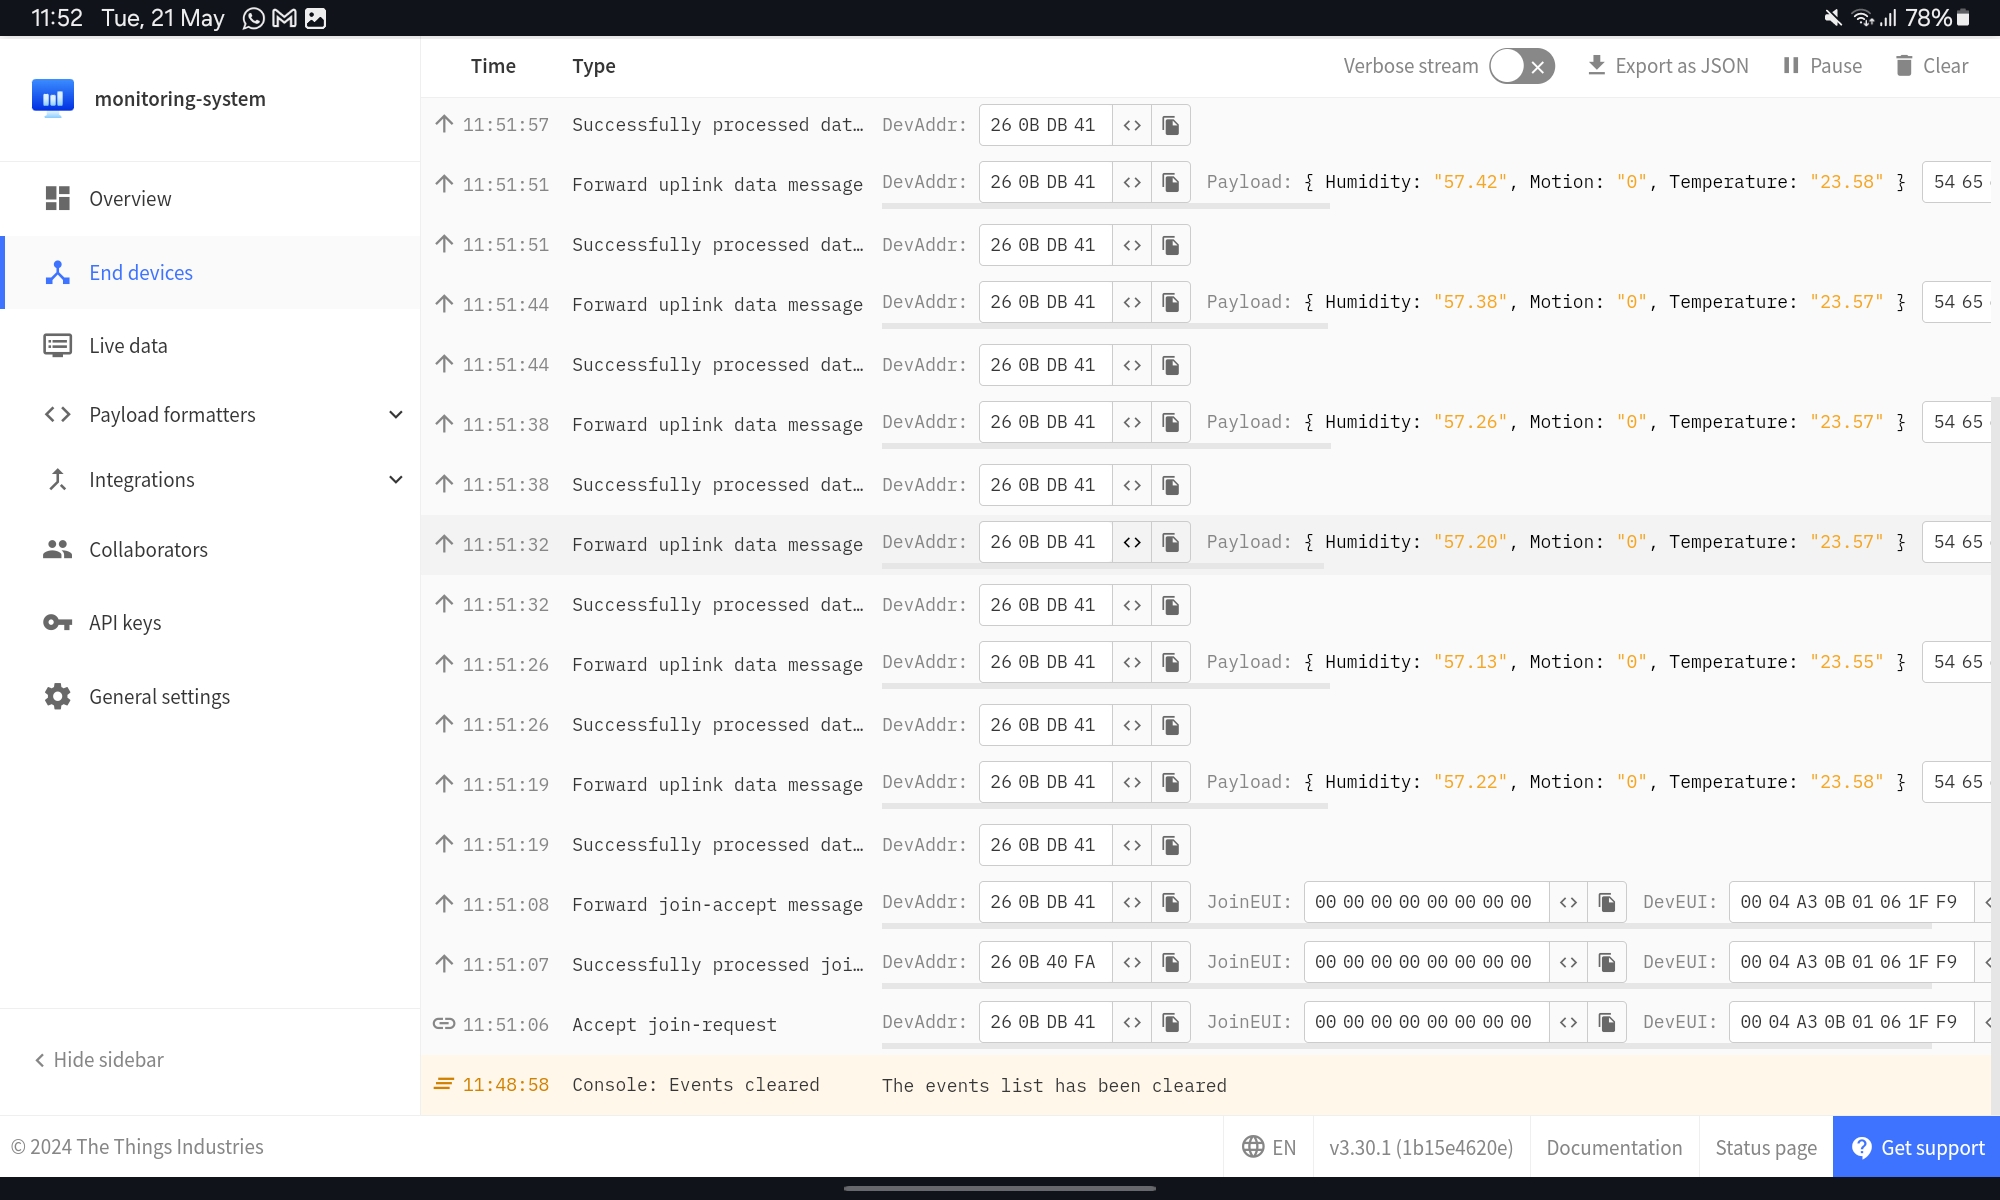 11:52 Tue, 21 May 78%
monitoring-system
Time Type Verbose stream Export as JSON Pause Clear
Overview
End devices
Live data
Payload formatters
Integrations
Collaborators
API keys
General settings
Hide sidebar
11:51:57 Successfully processed dat… DevAddr: 26 0B DB 41
11:51:51 Forward uplink data message DevAddr: 26 0B DB 41 Payload: { Humidity: "57.42", Motion: "0", Temperature: "23.58" } 54 65
11:51:51 Successfully processed dat… DevAddr: 26 0B DB 41
11:51:44 Forward uplink data message DevAddr: 26 0B DB 41 Payload: { Humidity: "57.38", Motion: "0", Temperature: "23.57" } 54 65
11:51:44 Successfully processed dat… DevAddr: 26 0B DB 41
11:51:38 Forward uplink data message DevAddr: 26 0B DB 41 Payload: { Humidity: "57.26", Motion: "0", Temperature: "23.57" } 54 65
11:51:38 Successfully processed dat… DevAddr: 26 0B DB 41
11:51:32 Forward uplink data message DevAddr: 26 0B DB 41 Payload: { Humidity: "57.20", Motion: "0", Temperature: "23.57" } 54 65
11:51:32 Successfully processed dat… DevAddr: 26 0B DB 41
11:51:26 Forward uplink data message DevAddr: 26 0B DB 41 Payload: { Humidity: "57.13", Motion: "0", Temperature: "23.55" } 54 65
11:51:26 Successfully processed dat… DevAddr: 26 0B DB 41
11:51:19 Forward uplink data message DevAddr: 26 0B DB 41 Payload: { Humidity: "57.22", Motion: "0", Temperature: "23.58" } 54 65
11:51:19 Successfully processed dat… DevAddr: 26 0B DB 41
11:51:08 Forward join-accept message DevAddr: 26 0B DB 41 JoinEUI: 00 00 00 00 00 00 00 00 DevEUI: 00 04 A3 0B 01 06 1F F9
11:51:07 Successfully processed joi… DevAddr: 26 0B 40 FA JoinEUI: 00 00 00 00 00 00 00 00 DevEUI: 00 04 A3 0B 01 06 1F F9
11:51:06 Accept join-request DevAddr: 26 0B DB 41 JoinEUI: 00 00 00 00 00 00 00 00 DevEUI: 00 04 A3 0B 01 06 1F F9
11:48:58 Console: Events cleared The events list has been cleared
© 2024 The Things Industries EN v3.30.1 (1b15e4620e) Documentation Status page Get support